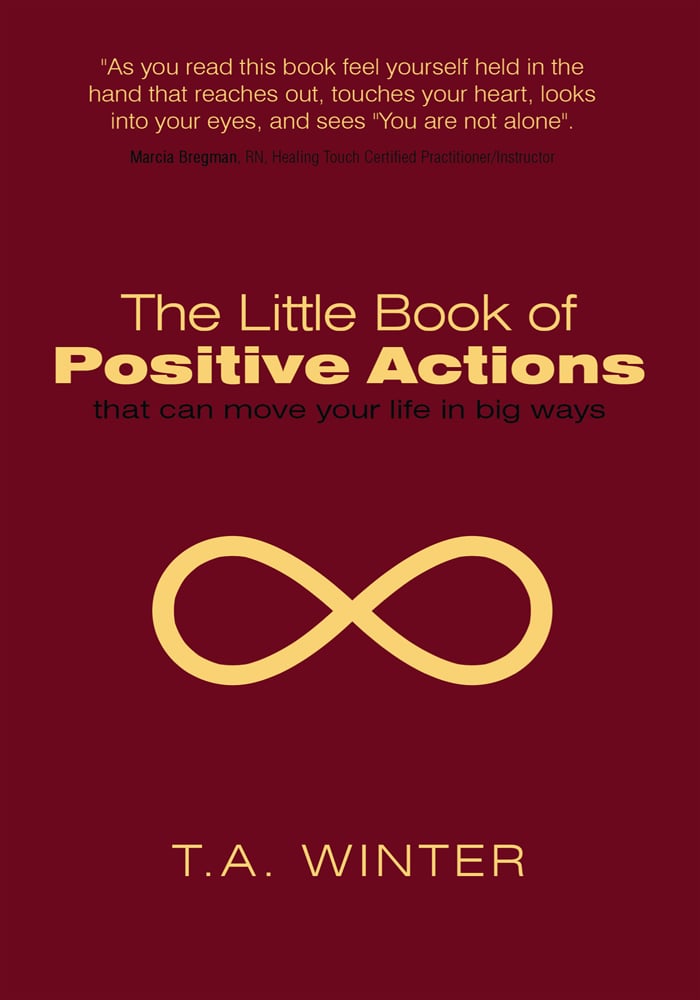 "As you read this book feel yourself held in the
hand that reaches out, touches your heart, looks
into your eyes, and sees "You are not alone".
Marcia Bregman, RN, Healing Touch Certified Practitioner/Instructor
The Little Book of
Positive Actions
that can move your life in big ways
T.A. WINTER